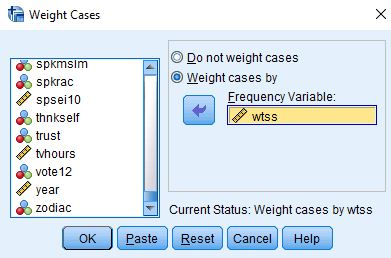 Weight Cases
spkmslm
spkrac
spsei10
thnkself
trust
tvhours
vote12
year
zodiac
Do not weight cases
Weight cases by
Frequency Variable:
wtss
Current Status: Weight cases by wtss
OK
Paste
Reset
Cancel
Help